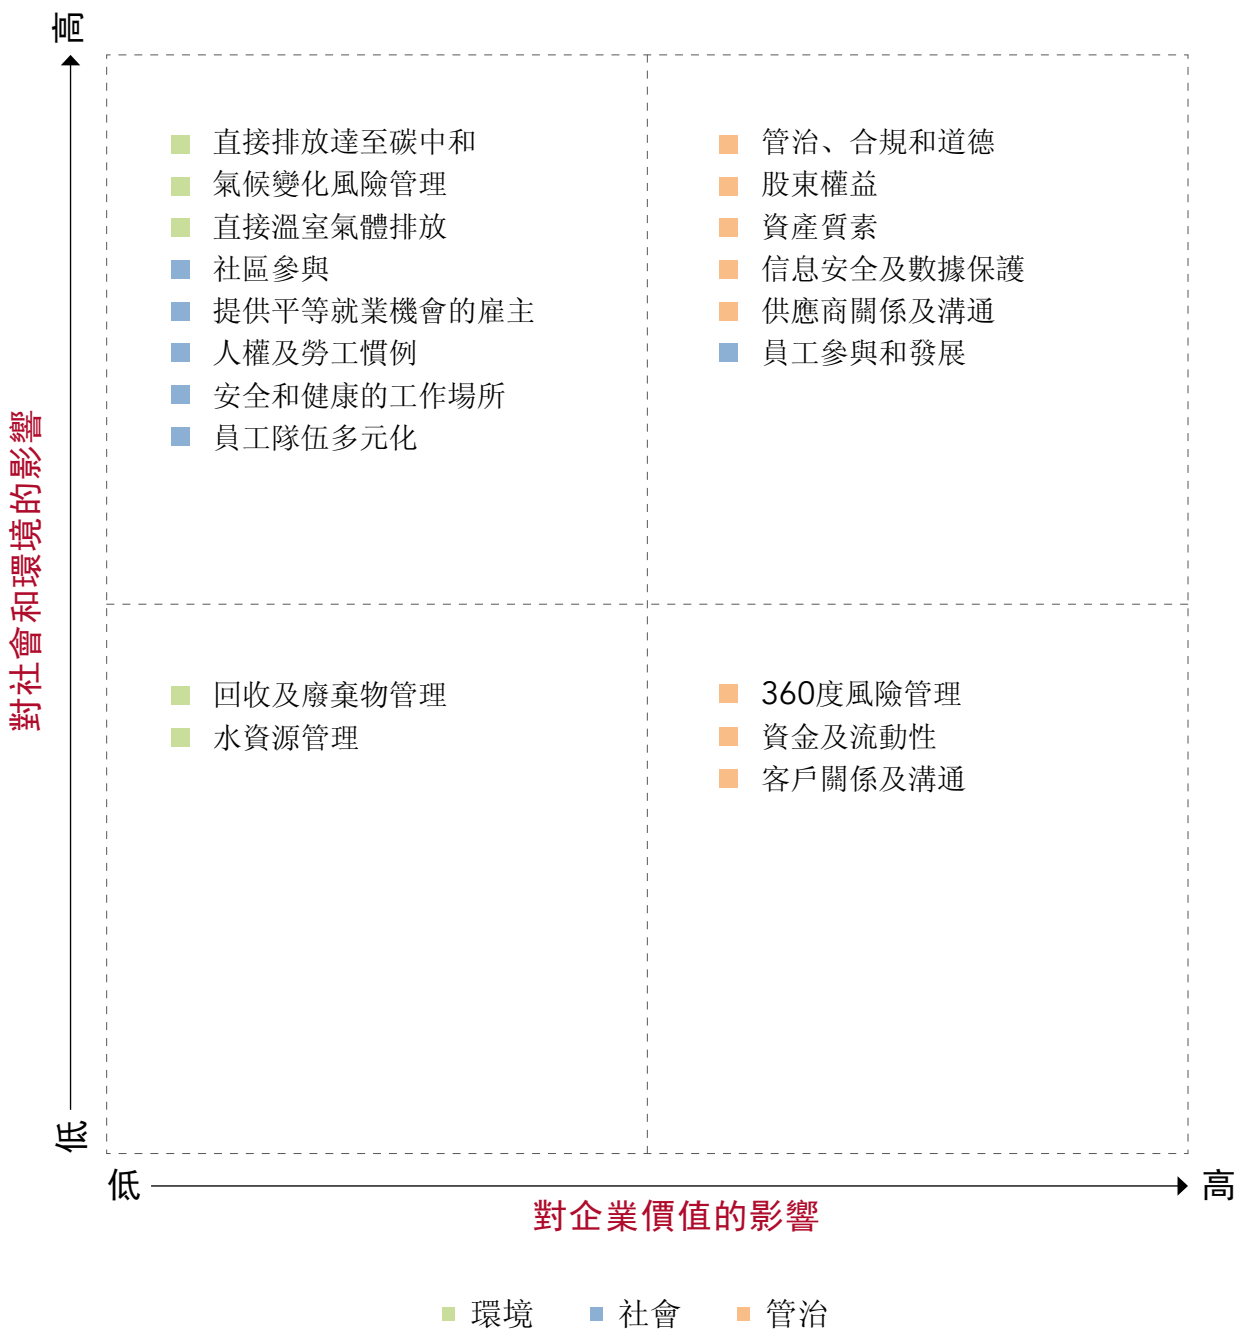 高
對社會和環境的影響
低
直接排放達至碳中和
氣候變化風險管理
直接溫室氣體排放
社區參與
提供平等就業機會的雇主
人權及勞工慣例
安全和健康的工作場所
員工隊伍多元化
管治、合規和道德
股東權益
資產質素
信息安全及數據保護
供應商關係及溝通
員工參與和發展
回收及廢棄物管理
水資源管理
360度風險管理
資金及流動性
客戶關係及溝通
低
高
對企業價值的影響
環境
社會
管治